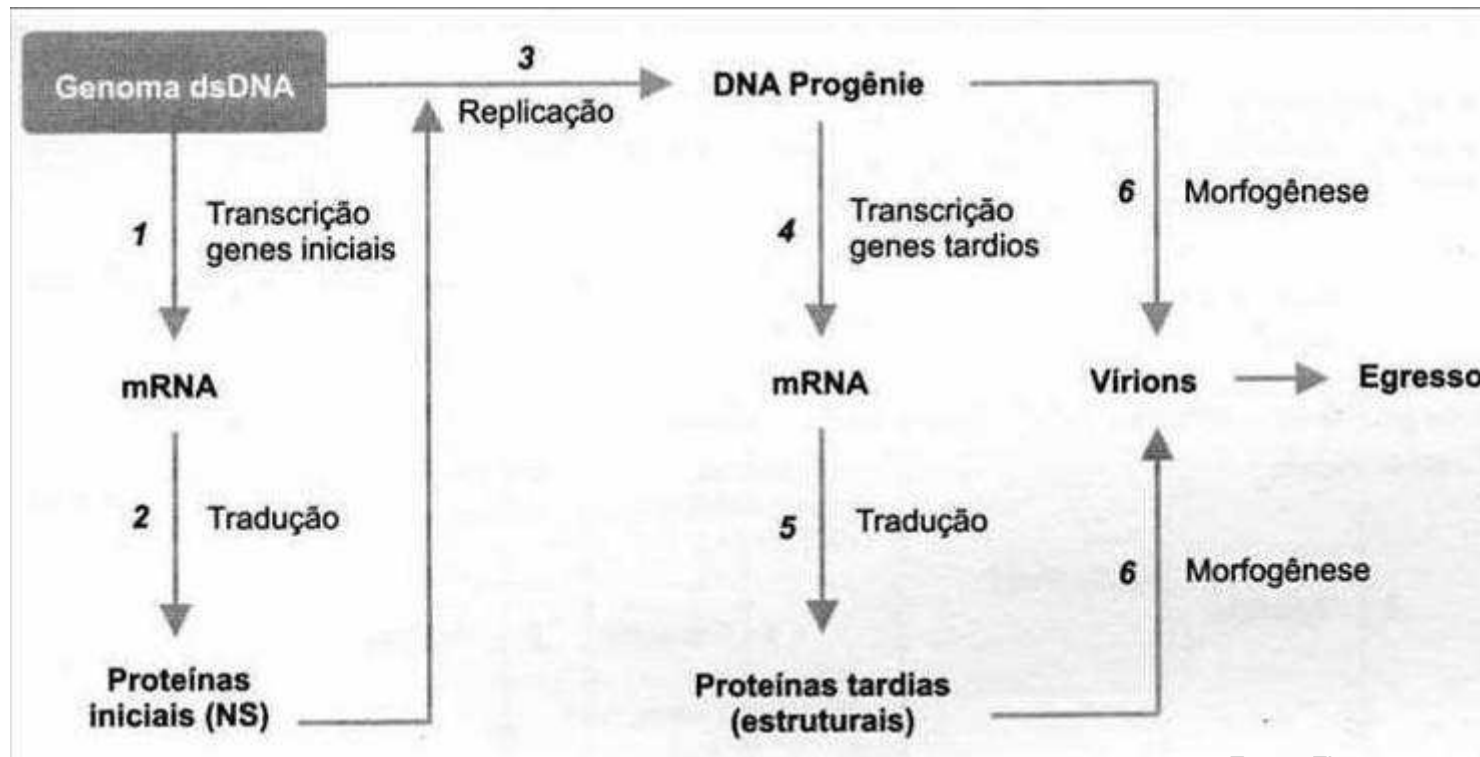 Genoma dsDNA
3
Replicação
DNA Progênie
1
Transcrição
genes iniciais
4
Transcrição
genes tardios
6
Morfogênese
mRNA
mRNA
Vírions
Egresso
2
Tradução
5
Tradução
6
Morfogênese
Proteínas
iniciais (NS)
Proteínas tardias
(estruturais)